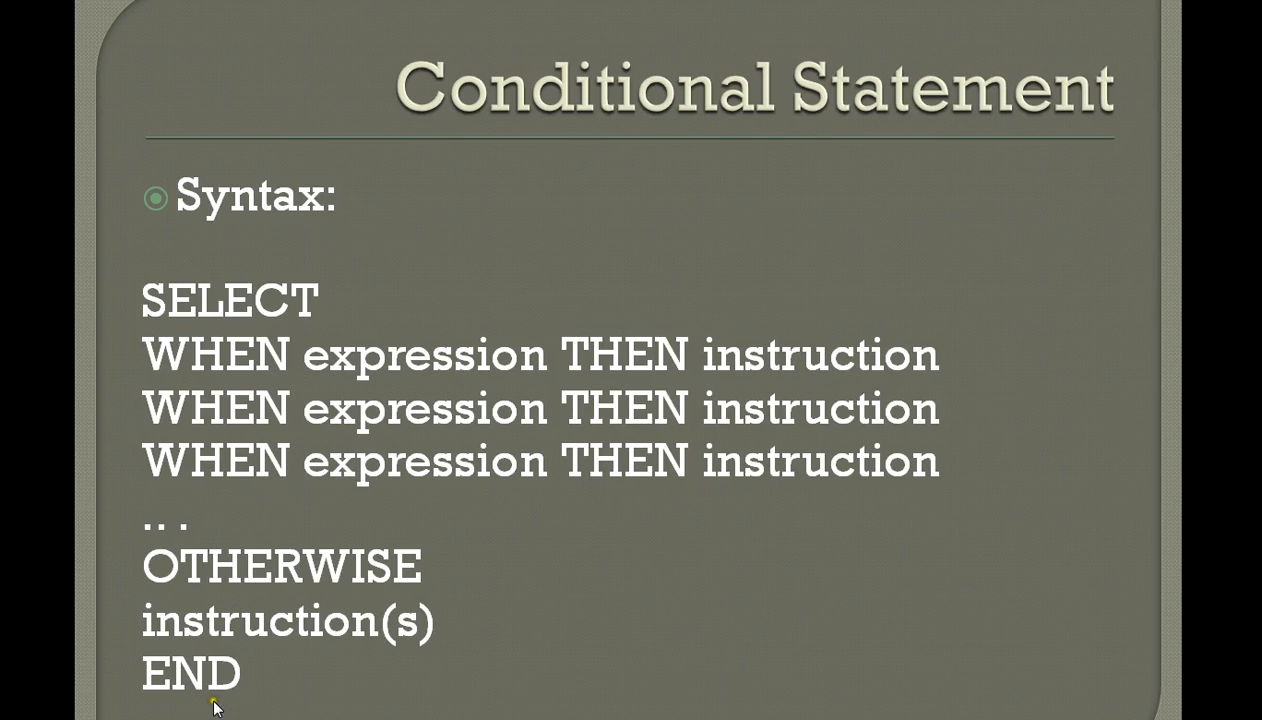 Conditional Statement
Syntax:
SELECT
WHEN expression THEN instruction
WHEN expression THEN instruction
WHEN expression THEN instruction
.. .
OTHERWISE
instruction(s)
END